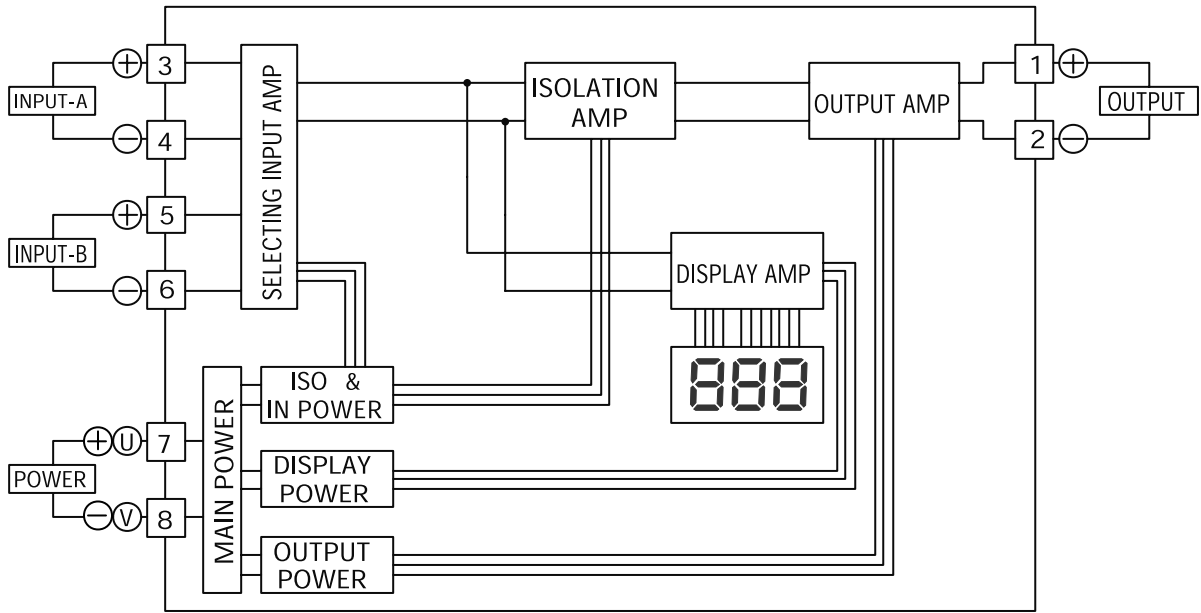 + 3
INPUT-A
− 4
+ 5
INPUT-B
− 6
SELECTING INPUT AMP
ISOLATION
AMP
OUTPUT AMP
1 +
OUTPUT
2 −
DISPLAY AMP
888
ISO &
IN POWER
+ U 7
POWER
− V 8
MAIN POWER
DISPLAY
POWER
OUTPUT
POWER